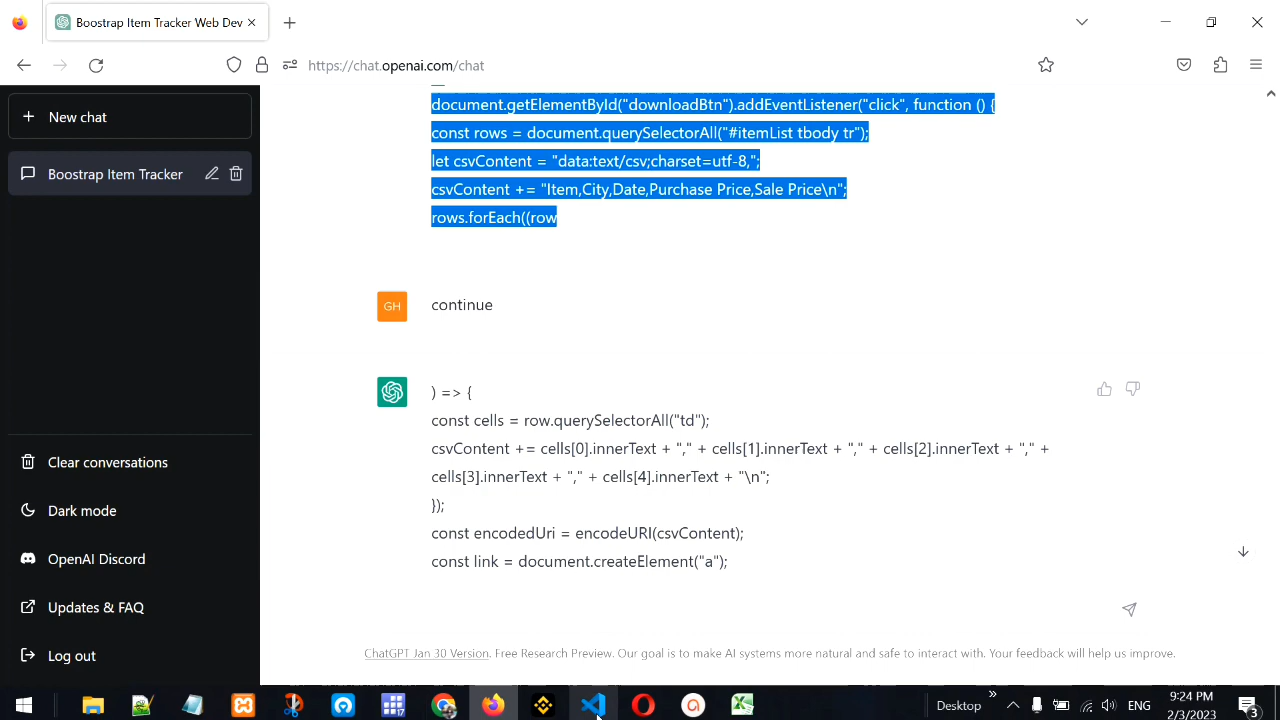 Boostrap Item Tracker Web Dev
https://chat.openai.com/chat
New chat
Boostrap Item Tracker
Clear conversations
Dark mode
OpenAI Discord
Updates & FAQ
Log out
document.getElementById("downloadBtn").addEventListener("click", function () {
const rows = document.querySelectorAll("#itemList tbody tr");
let csvContent = "data:text/csv;charset=utf-8,";
csvContent += "Item,City,Date,Purchase Price,Sale Price\n";
rows.forEach((row
GH
continue
) => {
const cells = row.querySelectorAll("td");
csvContent += cells[0].innerText + "," + cells[1].innerText + "," + cells[2].innerText + "," +
cells[3].innerText + "," + cells[4].innerText + "\n";
});
const encodedUri = encodeURI(csvContent);
const link = document.createElement("a");
ChatGPT Jan 30 Version. Free Research Preview. Our goal is to make AI systems more natural and safe to interact with. Your feedback will help us improve.
17
Desktop
ENG
9:24 PM
2/3/2023
3